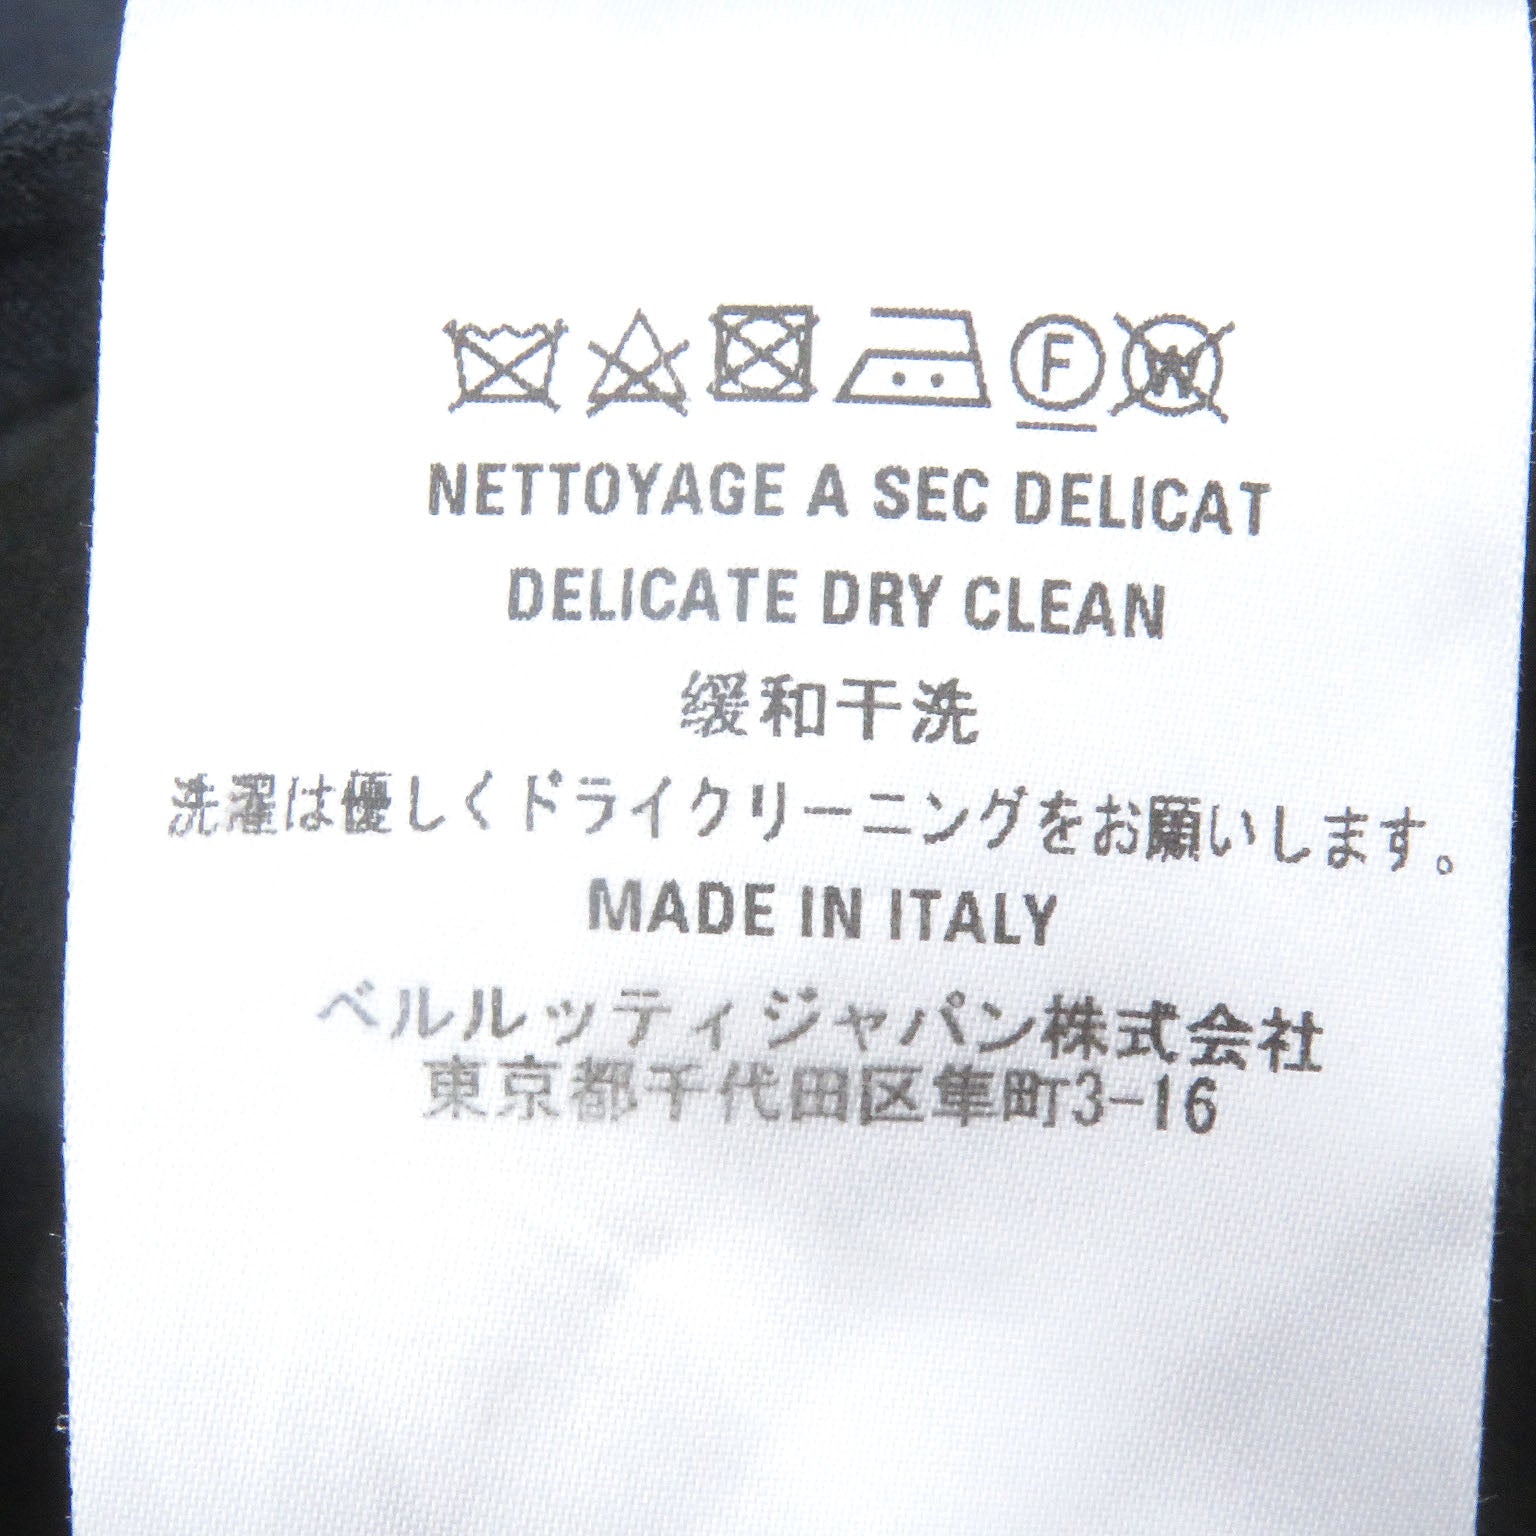 F W
NETTOYAGE A SEC DELICAT
DELICATE DRY CLEAN
缓和干洗
洗濯は優しくドライクリーニングをお願いします。
MADE IN ITALY
ベルルッティジャパン株式会社
東京都千代田区隼町3-16